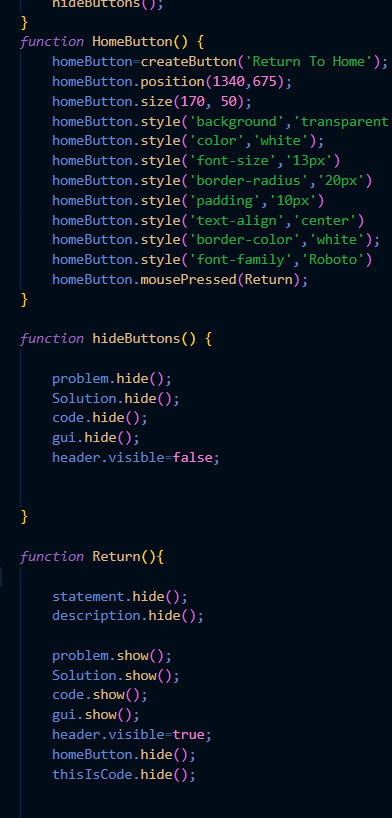 hideButtons();
}
function HomeButton() {
homeButton=createButton('Return To Home');
homeButton.position(1340,675);
homeButton.size(170, 50);
homeButton.style('background','transparent
homeButton.style('color','white');
homeButton.style('font-size','13px')
homeButton.style('border-radius','20px')
homeButton.style('padding','10px')
homeButton.style('text-align','center')
homeButton.style('border-color','white');
homeButton.style('font-family','Roboto')
homeButton.mousePressed(Return);
}
function hideButtons() {
problem.hide();
Solution.hide();
code.hide();
gui.hide();
header.visible=false;
}
function Return(){
statement.hide();
description.hide();
problem.show();
Solution.show();
code.show();
gui.show();
header.visible=true;
homeButton.hide();
thisIsCode.hide();